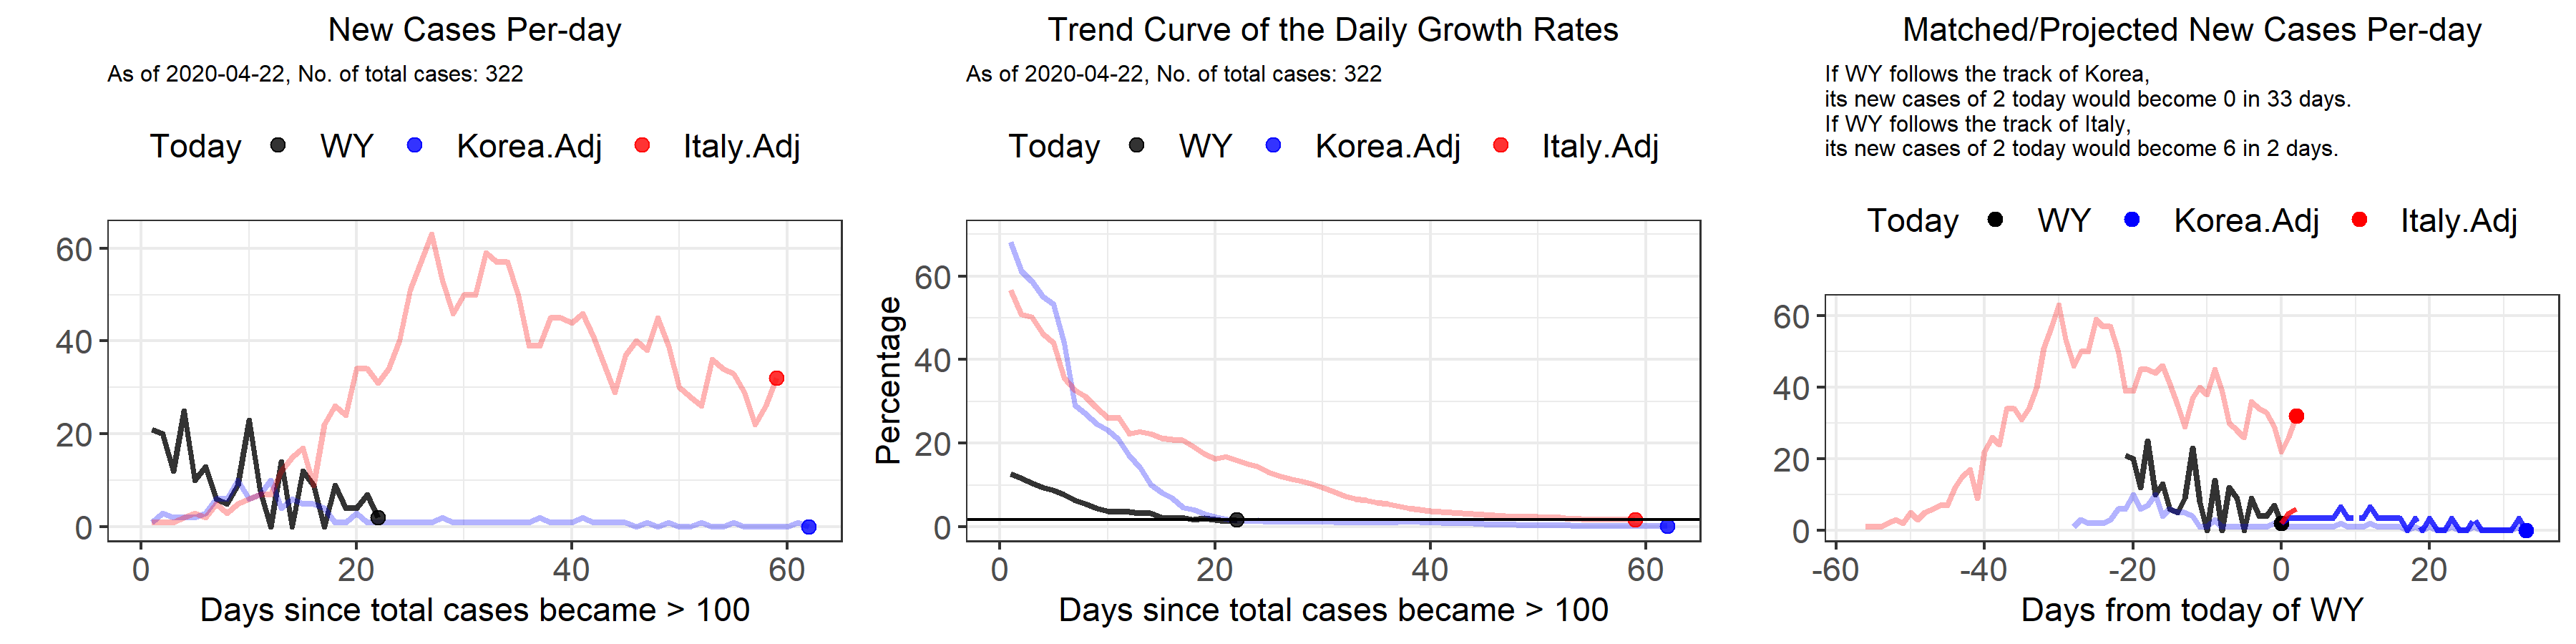 New Cases Per-day
As of 2020-04-22, No. of total cases: 322
Today WY Korea.Adj Italy.Adj
60
40
20
0
0 20 40 60
Days since total cases became > 100
Trend Curve of the Daily Growth Rates
As of 2020-04-22, No. of total cases: 322
Today WY Korea.Adj Italy.Adj
Percentage
60
40
20
0
0 20 40 60
Days since total cases became > 100
Matched/Projected New Cases Per-day
If WY follows the track of Korea,
its new cases of 2 today would become 0 in 33 days.
If WY follows the track of Italy,
its new cases of 2 today would become 6 in 2 days.
Today WY Korea.Adj Italy.Adj
60
40
20
0
-60 -40 -20 0 20
Days from today of WY